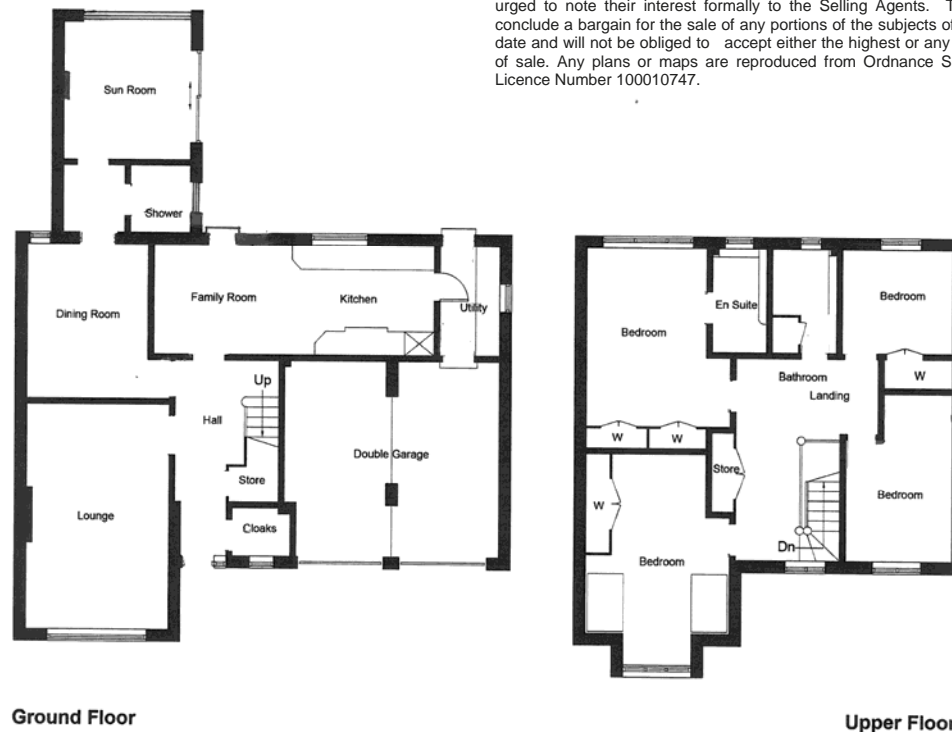 urged to note their interest formally to the Selling Agents. T
conclude a bargain for the sale of any portions of the subjects of
date and will not be obliged to accept either the highest or any
of sale. Any plans or maps are reproduced from Ordnance S
Licence Number 100010747.
Sun Room
Shower
Dining Room
Family Room
Kitchen
Utility
Up
Hall
Store
Double Garage
Lounge
Cloaks
Ground Floor
En Suite
Bedroom
Bedroom
Bathroom
W
Landing
W
W
Store
W
Bedroom
Dn
Bedroom
Upper Floor